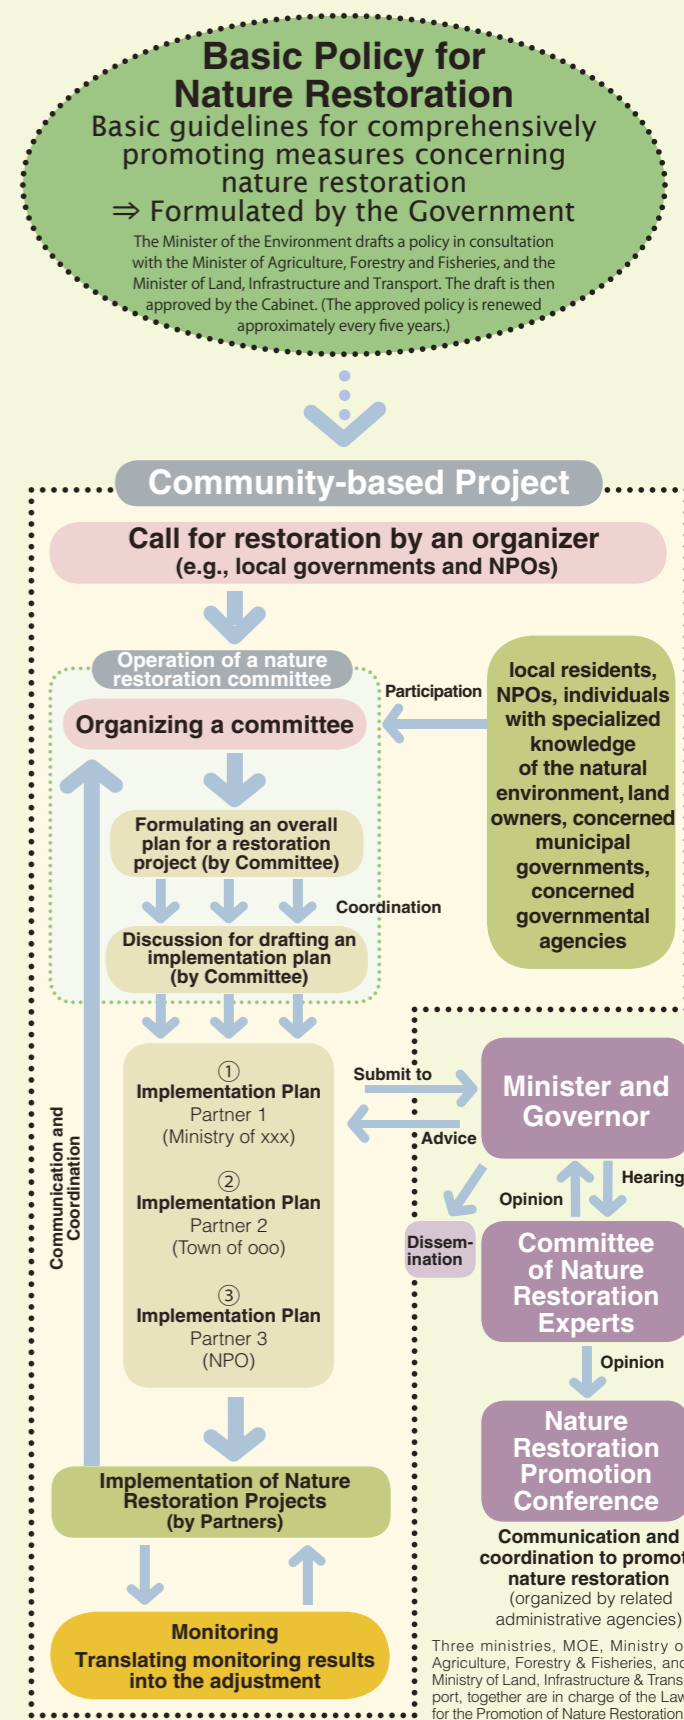 Basic Policy for
Nature Restoration
Basic guidelines for comprehensively
promoting measures concerning
nature restoration
⇒ Formulated by the Government
The Minister of the Environment drafts a policy in consultation
with the Minister of Agriculture, Forestry and Fisheries, and the
Minister of Land, Infrastructure and Transport. The draft is then
approved by the Cabinet. (The approved policy is renewed
approximately every five years.)
Community-based Project
Call for restoration by an organizer
(e.g., local governments and NPOs)
Operation of a nature
restoration committee
Organizing a committee
Participation
local residents,
NPOs, individuals
with specialized
knowledge
of the natural
environment, land
owners, concerned
municipal
governments,
concerned
governmental
agencies
Formulating an overall
plan for a restoration
project (by Committee)
Coordination
Discussion for drafting an
implementation plan
(by Committee)
①
Implementation Plan
Partner 1
(Ministry of xxx)
②
Implementation Plan
Partner 2
(Town of ooo)
③
Implementation Plan
Partner 3
(NPO)
Submit to
Advice
Minister and
Governor
Opinion
Hearing
Dissem-
ination
Committee
of Nature
Restoration
Experts
Opinion
Nature
Restoration
Promotion
Conference
Communication and
coordination to promot
nature restoration
(organized by related
administrative agencies)
Three ministries, MOE, Ministry o
Agriculture, Forestry & Fisheries, and
Ministry of Land, Infrastructure & Trans-
port, together are in charge of the Law
for the Promotion of Nature Restoration
Communication and
Coordination
Implementation of Nature
Restoration Projects
(by Partners)
Monitoring
Translating monitoring results
into the adjustment